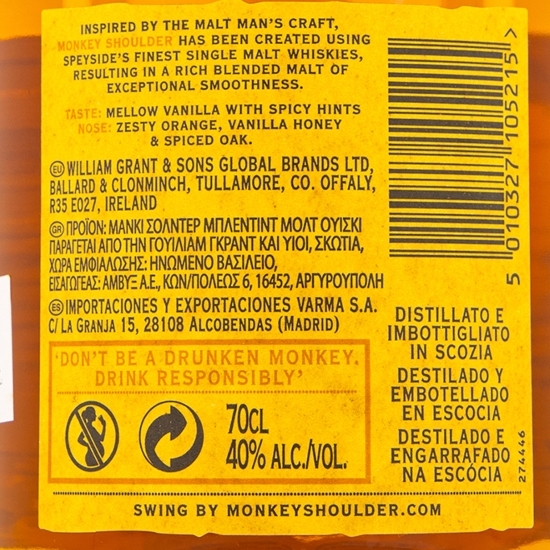 INSPIRED BY THE MALT MAN'S CRAFT,
MONKEY SHOULDER HAS BEEN CREATED USING
SPEYSIDE'S FINEST SINGLE MALT WHISKIES,
RESULTING IN A RICH BLENDED MALT OF
EXCEPTIONAL SMOOTHNESS.
TASTE: MELLOW VANILLA WITH SPICY HINTS
NOSE: ZESTY ORANGE, VANILLA HONEY
& SPICED OAK.
EU WILLIAM GRANT & SONS GLOBAL BRANDS LTD,
BALLARD & CLONMINCH, TULLAMORE, CO. OFFALY,
R35 E027, IRELAND
GR ΠΡΟΪΟΝ: ΜΑΝΚΙ ΣΟΛΝΤΕΡ ΜΠΛΕΝΤΙΝΤ ΜΟΛΤ ΟΥΙΣΚΙ
ΠΑΡΑΓΕΤΑΙ ΑΠΟ ΤΗΝ ΓΟΥΙΛΙΑΜ ΓΚΡΑΝΤ ΚΑΙ ΥΙΟΙ, ΣΚΩΤΙΑ,
ΧΩΡΑ ΕΜΦΙΑΛΩΣΗΣ: ΗΝΩΜΕΝΟ ΒΑΣΙΛΕΙΟ,
ΕΙΣΑΓΩΓΕΑΣ: ΑΜΒΥΞ Α.Ε., ΚΩΝ/ΠΟΛΕΩΣ 6, 16452, ΑΡΓΥΡΟΥΠΟΛΗ
ES IMPORTACIONES Y EXPORTACIONES VARMA S.A.
C/ LA GRANJA 15, 28108 ALCOBENDAS (MADRID)
'DON'T BE A DRUNKEN MONKEY.
DRINK RESPONSIBLY'
70CL
40% ALC./VOL.
5 010327 105215 >
DISTILLATO E
IMBOTTIGLIATO
IN SCOZIA
DESTILADO Y
EMBOTELLADO
EN ESCOCIA
DESTILADO E
ENGARRAFADO
NA ESCÓCIA
274446
SWING BY MONKEYSHOULDER.COM